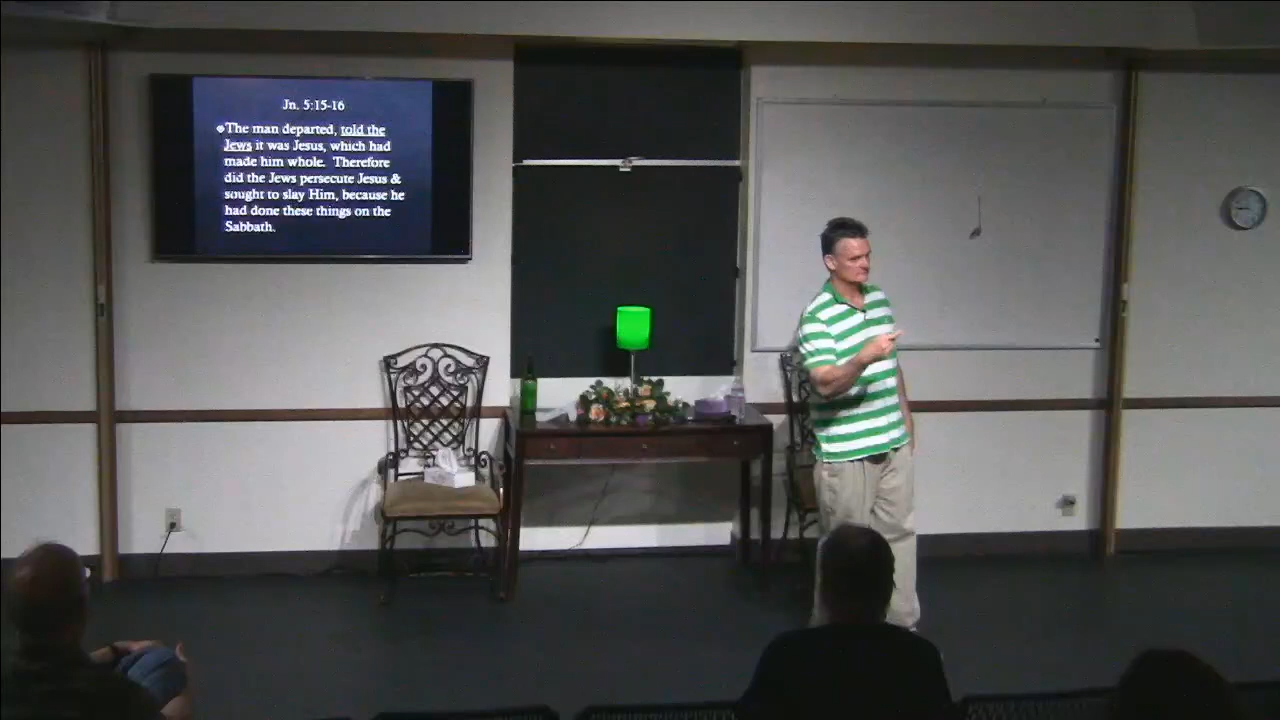 Jn. 5:15-16
The man departed, told the
Jews it was Jesus, which had
made him whole. Therefore
did the Jews persecute Jesus &
sought to slay Him, because he
had done these things on the
Sabbath.